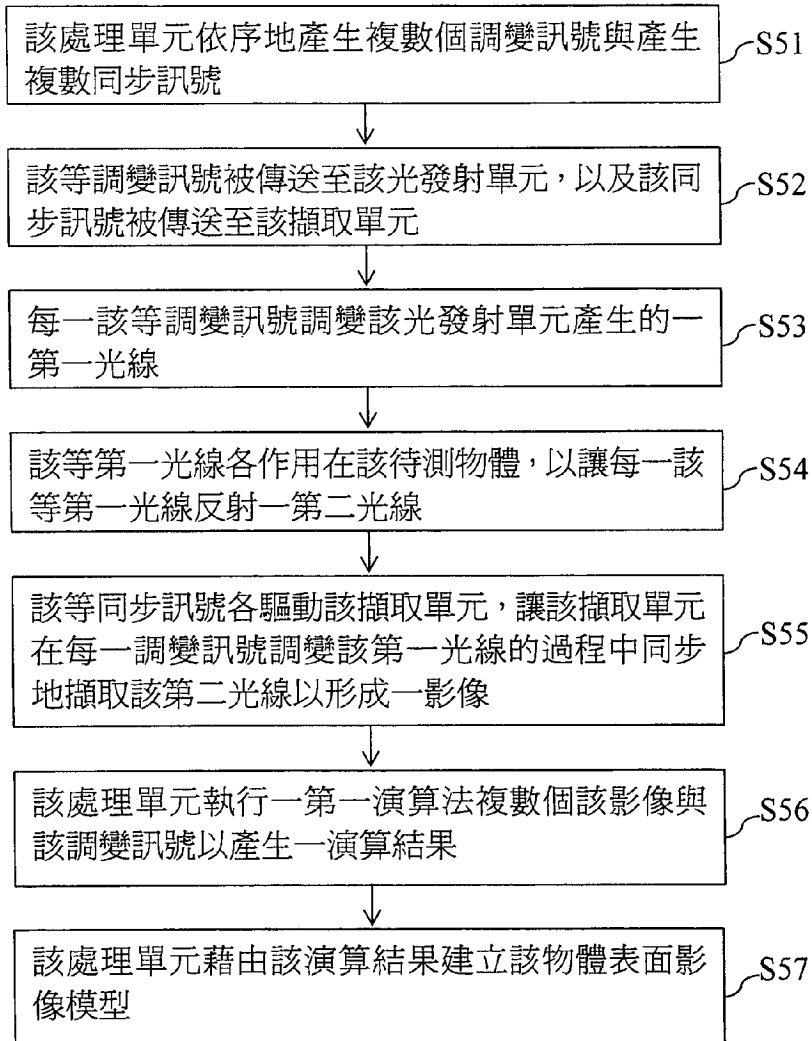 該處理單元依序地產生複數個調變訊號與產生
複數同步訊號
S51
該等調變訊號被傳送至該光發射單元，以及該同
步訊號被傳送至該擷取單元
S52
每一該等調變訊號調變該光發射單元產生的一
第一光線
S53
該等第一光線各作用在該待測物體，以讓每一該
等第一光線反射一第二光線
S54
該等同步訊號各驅動該擷取單元，讓該擷取單元
在每一調變訊號調變該第一光線的過程中同步
地擷取該第二光線以形成一影像
S55
該處理單元執行一第一演算法複數個該影像與
該調變訊號以產生一演算結果
S56
該處理單元藉由該演算結果建立該物體表面影
像模型
S57